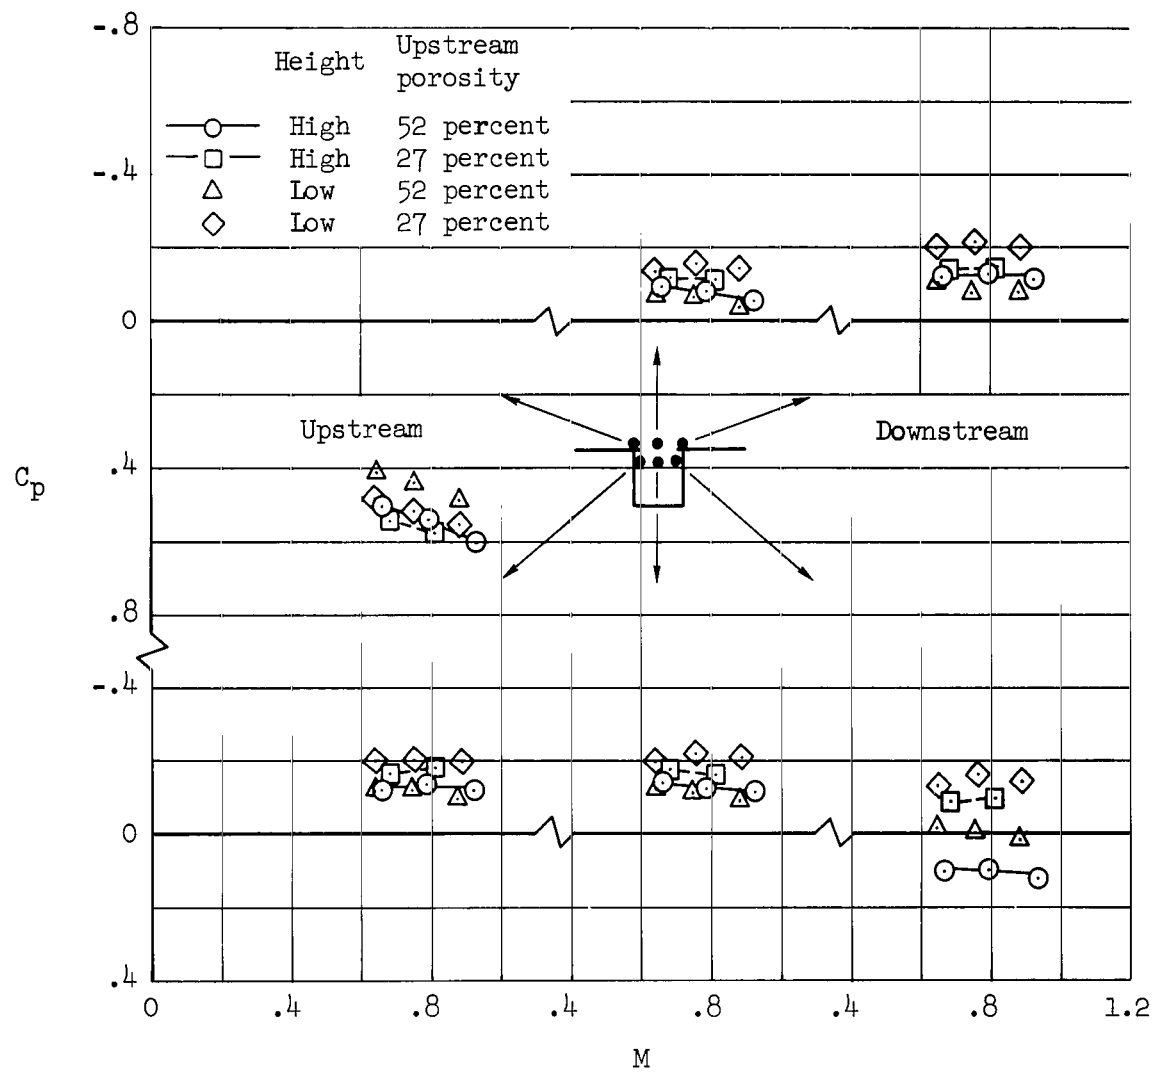 -.8
Height Upstream porosity
High 52 percent
High 27 percent
-.4
Low 52 percent
Low 27 percent
0
Upstream
Downstream
Cp
.4
.8
-.4
0
.4
0 .4 .8 .4 .8 .4 .8 1.2
M